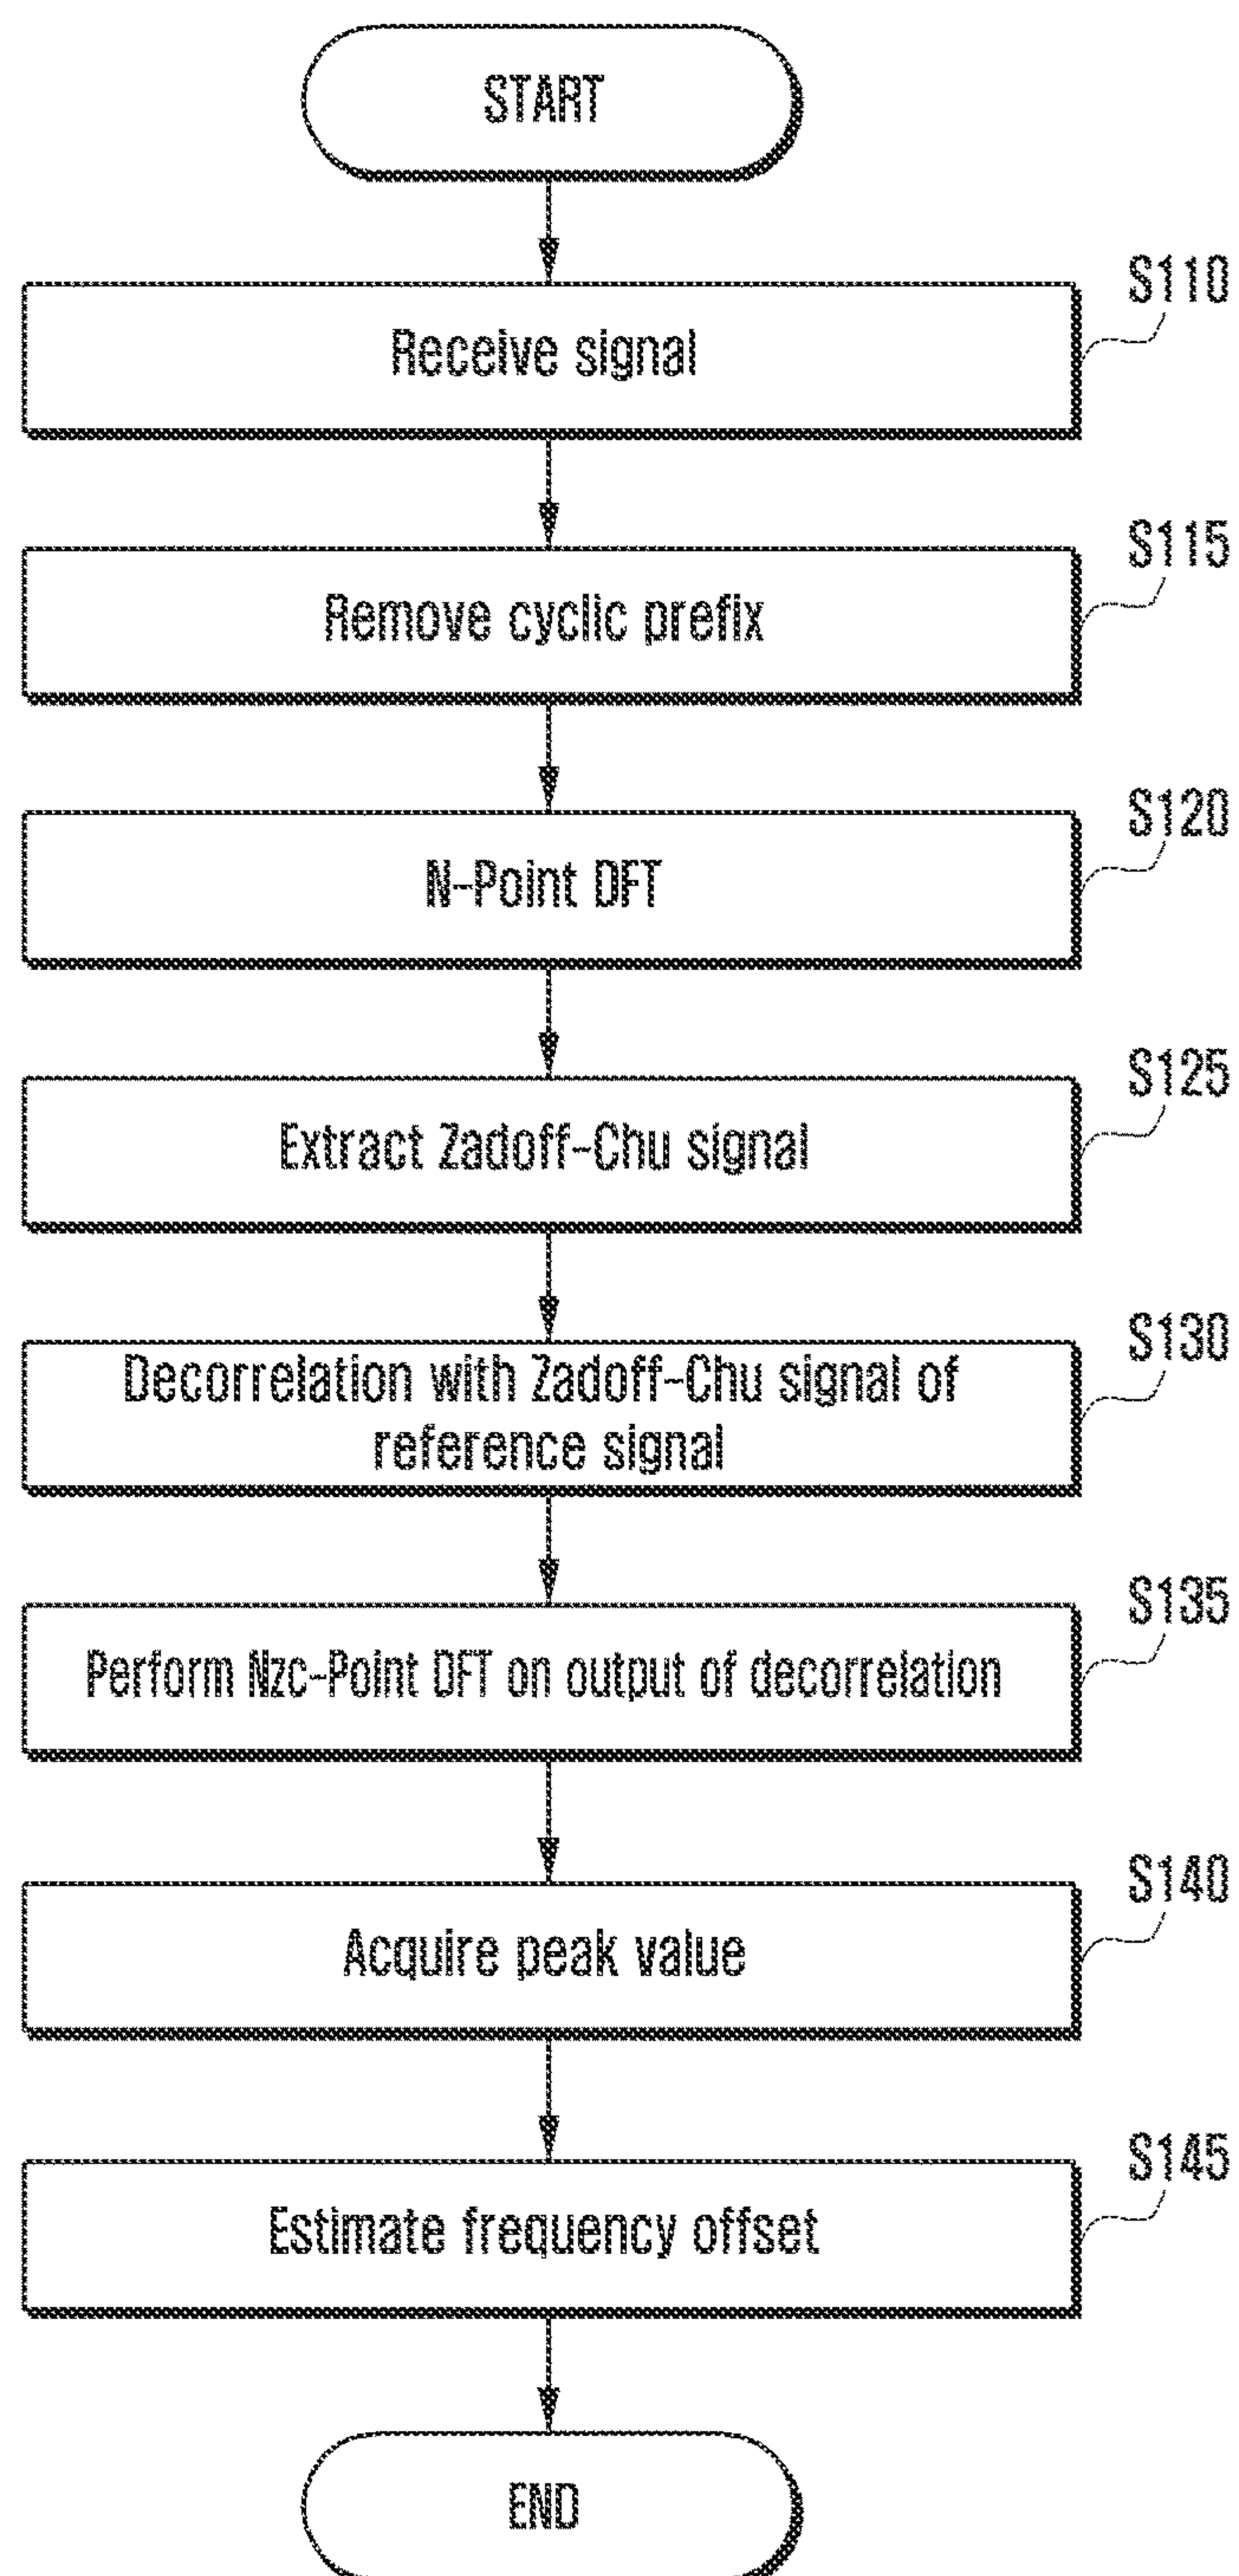 START
S110
Receive signal
S115
Remove cyclic prefix
S120
N-Point DFT
S125
Extract Zadoff-Chu signal
S130
Decorrelation with Zadoff-Chu signal of
reference signal
S135
Perform Nzc-Point DFT on output of decorrelation
S140
Acquire peak value
S145
Estimate frequency offset
END